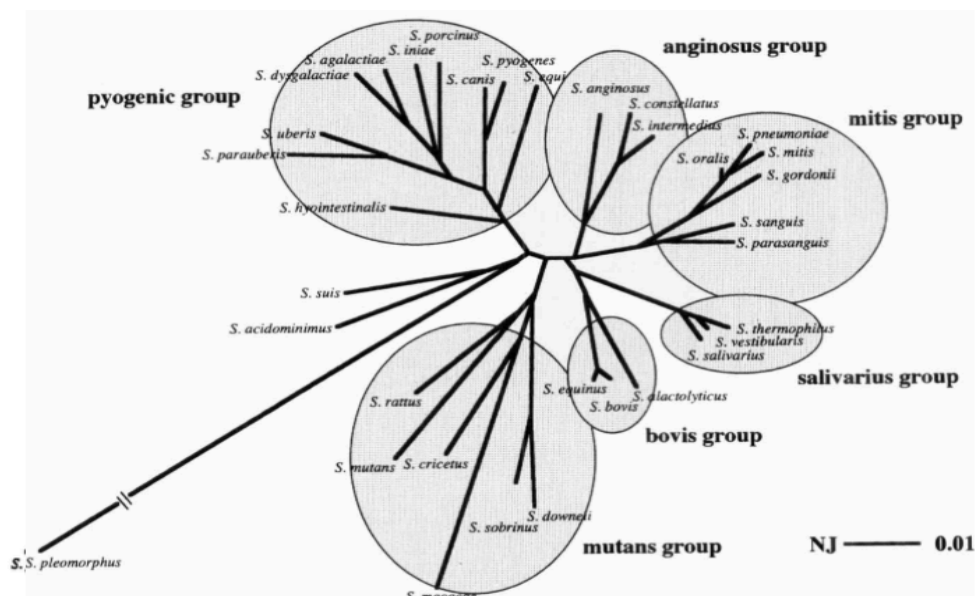 S. porcinus
S. iniae
S. agalactiae
S. dysgalactiae
S. pyogenes
S. canis
S. equi
pyogenic group
S. uberis
S. parauberis
S. hyointestinalis
anginosus group
S. anginosus
S. constellatus
S. intermedius
mitis group
S. pneumoniae
S. oralis
S. mitis
S. gordonii
S. sanguis
S. parasanguis
S. suis
S. acidominimus
S. thermophilus
S. vestibularis
S. salivarius
salivarius group
S. equinus
S. bovis
S. alactolyticus
bovis group
S. rattus
S. mutans
S. cricetus
S. sobrinus
S. downeii
mutans group
NJ 0.01
S. S. pleomorphus